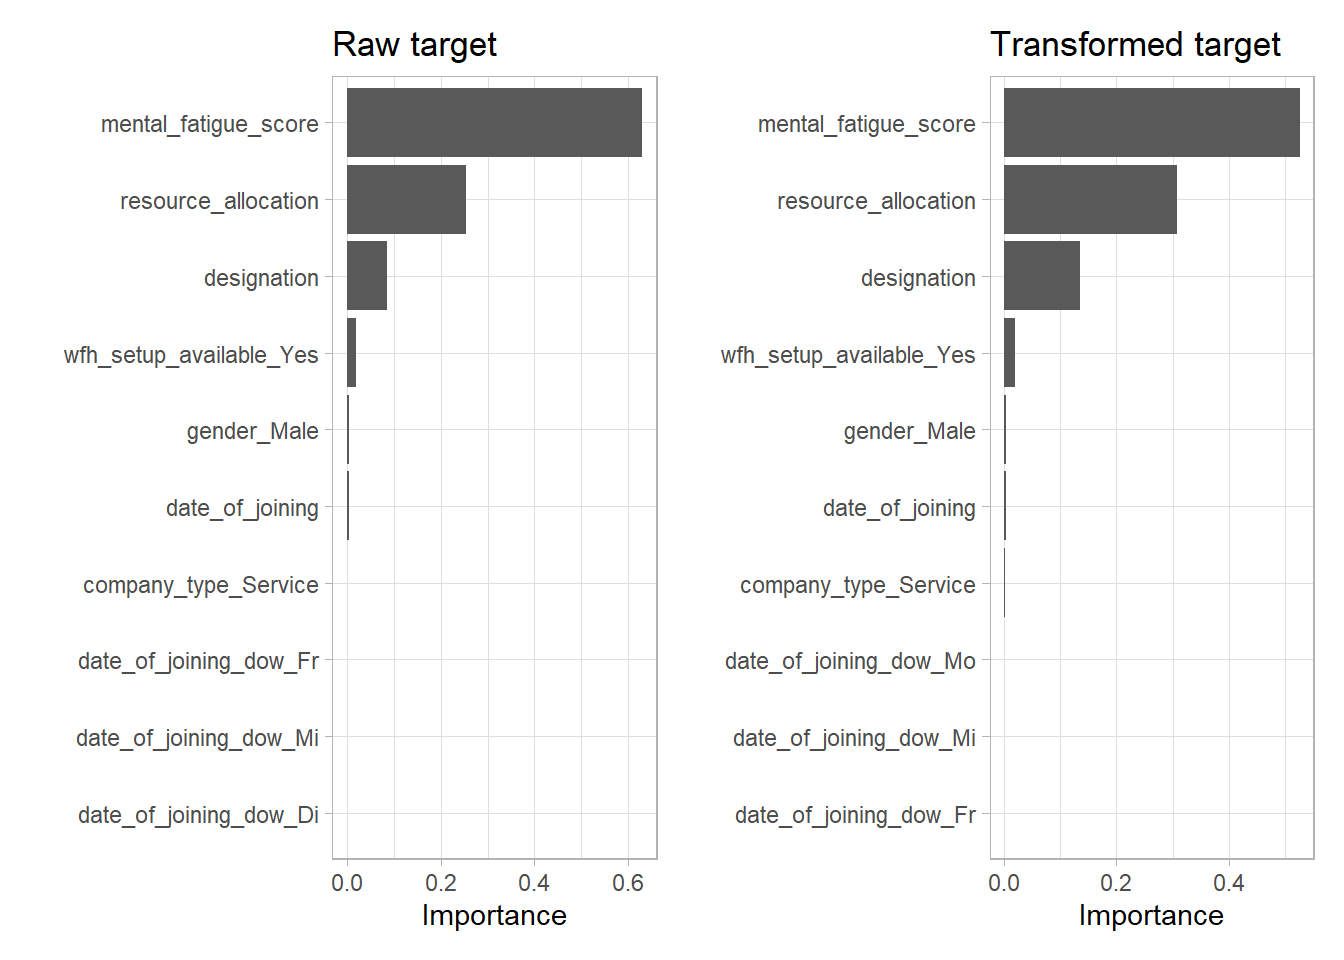 Raw target
mental_fatigue_score
resource_allocation
designation
wfh_setup_available_Yes
gender_Male
date_of_joining
company_type_Service
date_of_joining_dow_Fr
date_of_joining_dow_Mi
date_of_joining_dow_Di
0.0 0.2 0.4 0.6
Importance
Transformed target
mental_fatigue_score
resource_allocation
designation
wfh_setup_available_Yes
gender_Male
date_of_joining
company_type_Service
date_of_joining_dow_Mo
date_of_joining_dow_Mi
date_of_joining_dow_Fr
0.0 0.2 0.4
Importance